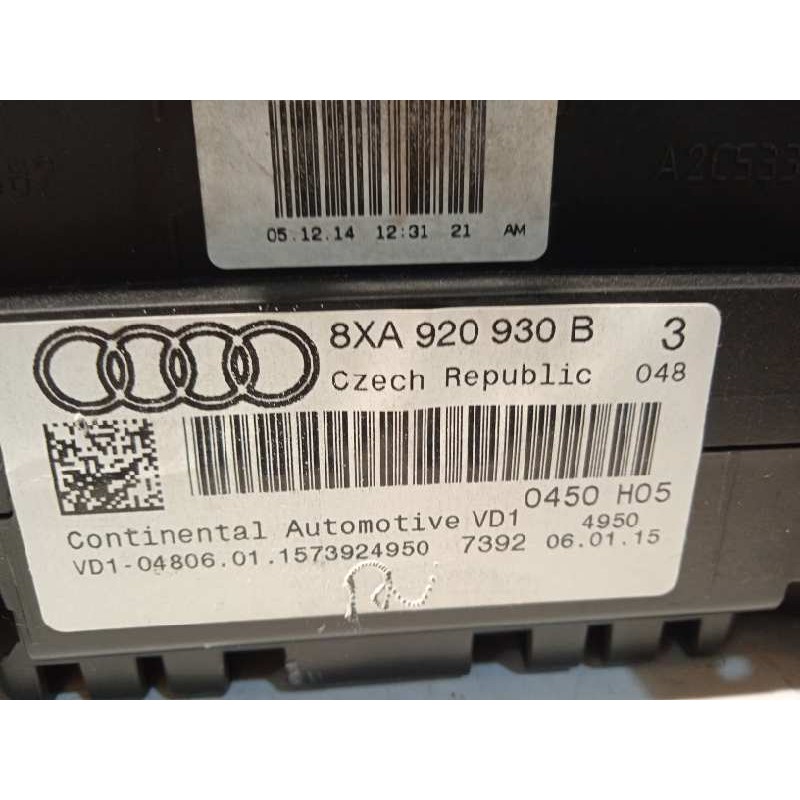 A2C533
05.12.14 12:31 21 AM
8XA 920 930 B 3
Czech Republic 048
0450 H05
Continental Automotive VD1 4950
VD1-04806.01.1573924950 7392 06.01.15